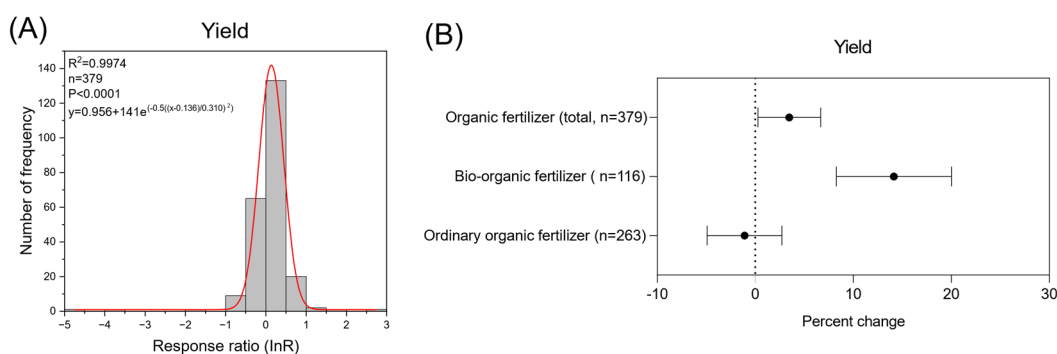 (A)
Yield
R²=0.9974
n=379
P<0.0001
y=0.956+141e^(-0.5((x-0.136)/0.310)²)
Number of frequency
140
120
100
80
60
40
20
0
−5
−2
−1
0
1
2
3
Response ratio (lnR)
(B)
Yield
Organic fertilizer (total, n=379)
Bio-organic fertilizer ( n=116)
Ordinary organic fertilizer (n=263)
-10
0
10
20
30
Percent change